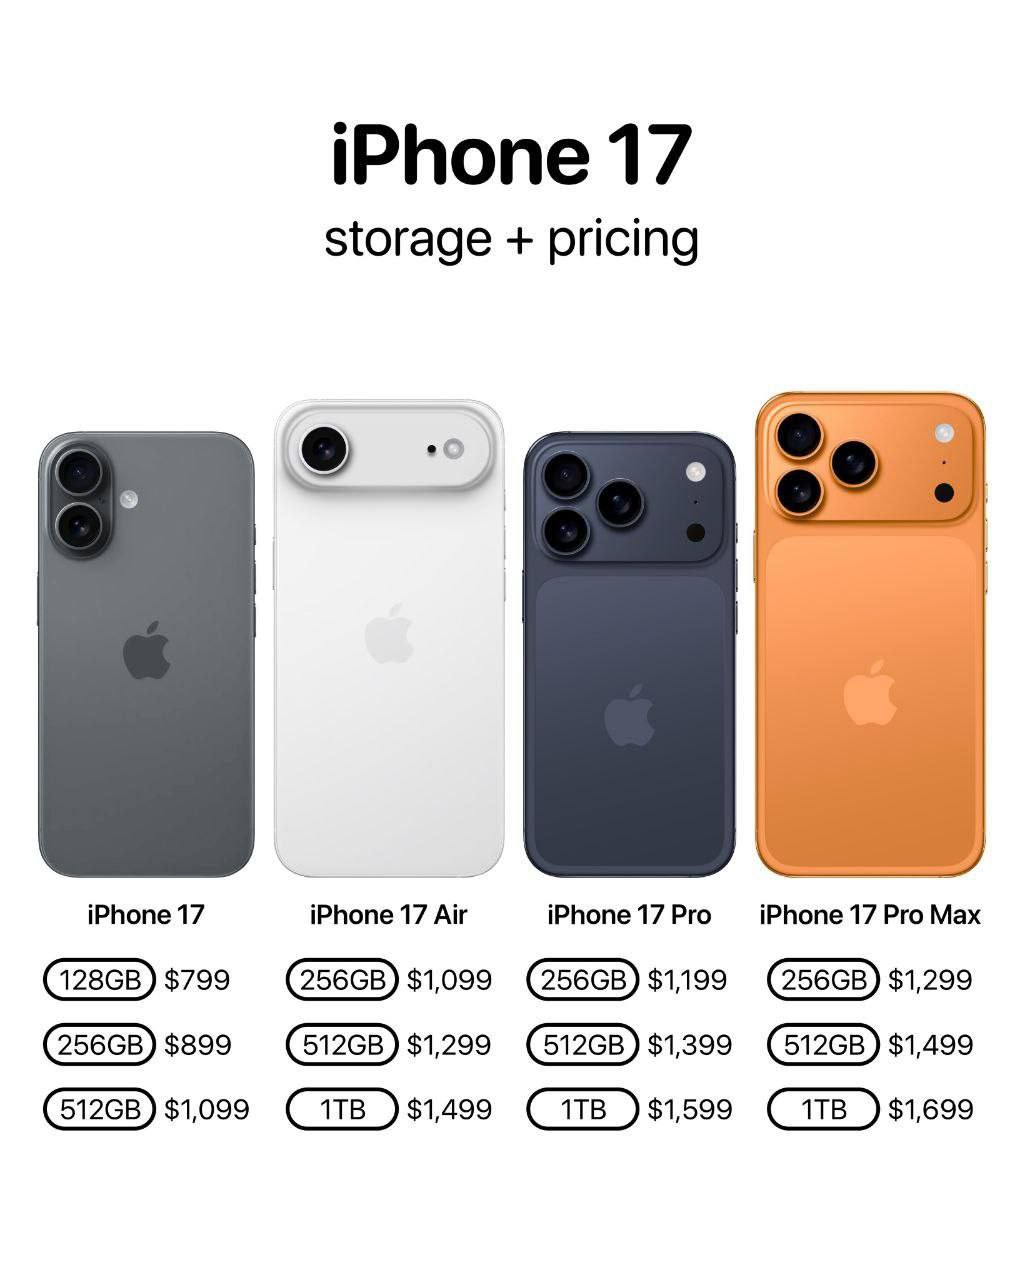 iPhone 17
storage + pricing
iPhone 17
128GB $799
256GB $899
512GB $1,099
iPhone 17 Air
256GB $1,099
512GB $1,299
1TB $1,499
iPhone 17 Pro
256GB $1,199
512GB $1,399
1TB $1,599
iPhone 17 Pro Max
256GB $1,299
512GB $1,499
1TB $1,699